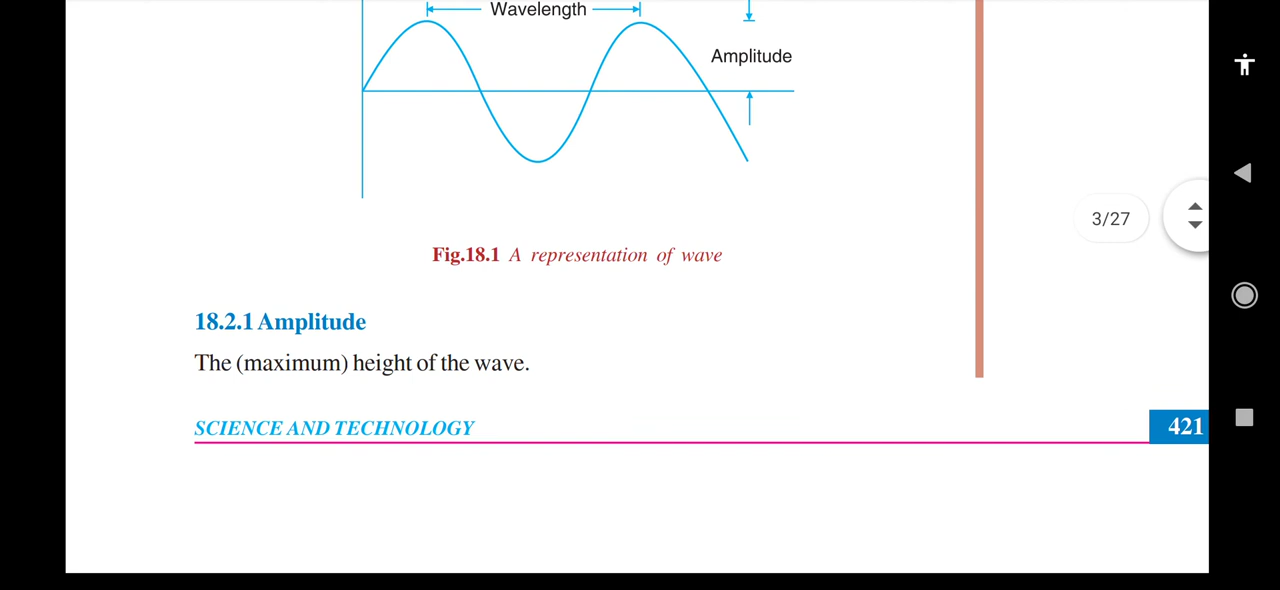 Wavelength
Amplitude
3/27
Fig.18.1 A representation of wave
18.2.1 Amplitude
The (maximum) height of the wave.
SCIENCE AND TECHNOLOGY
421